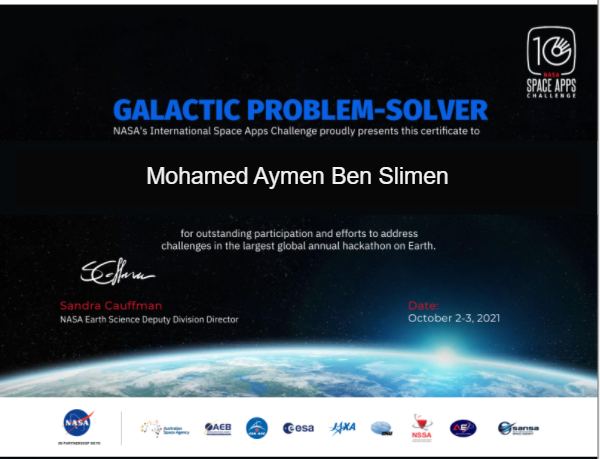 10
NASA
SPACE APPS
CHALLENGE
GALACTIC PROBLEM-SOLVER
NASA's International Space Apps Challenge proudly presents this certificate to
Mohamed Aymen Ben Slimen
for outstanding participation and efforts to address
challenges in the largest global annual hackathon on Earth.
Sandra Cauffman
NASA Earth Science Deputy Division Director
Date:
October 2-3, 2021
NASA
IN PARTNERSHIP WITH
Australian
Space Agency
AEB
esa
JAXA
NSSA
sansa